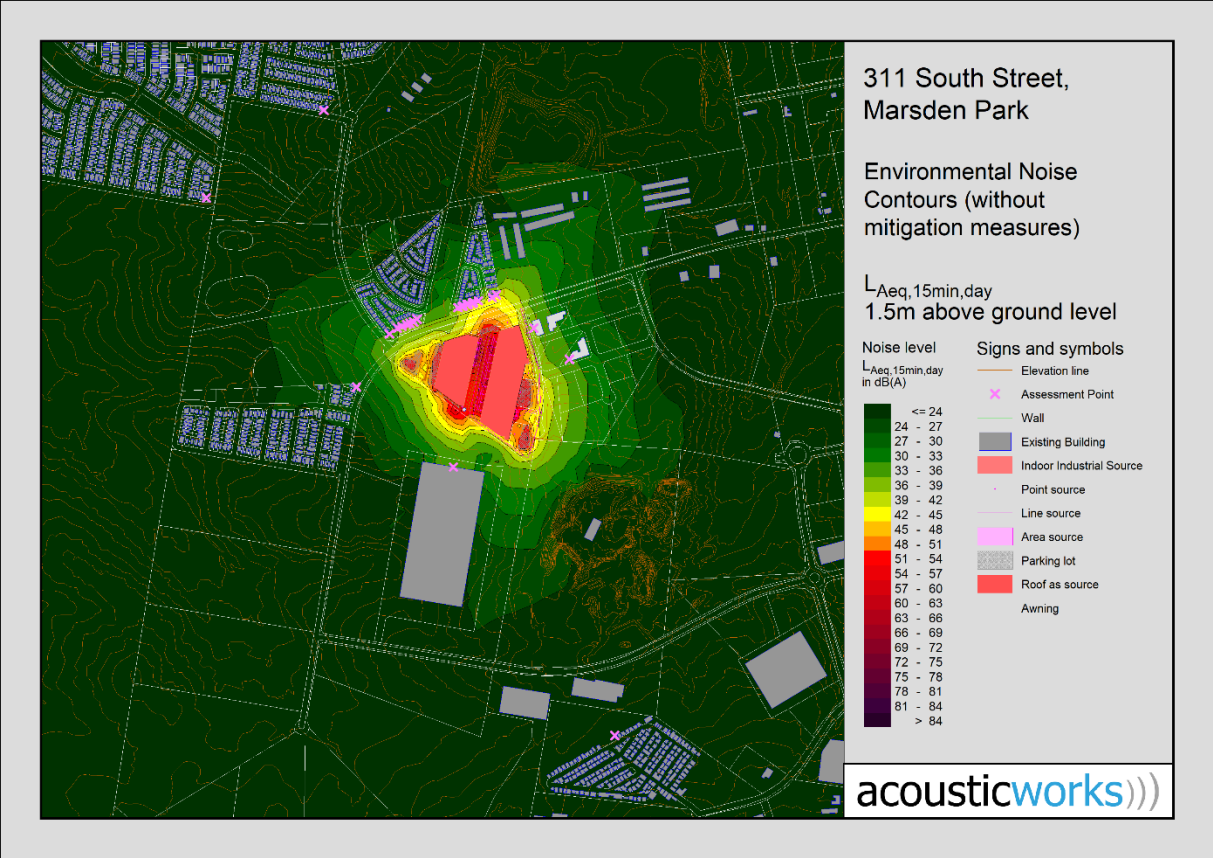 311 South Street,
Marsden Park
Environmental Noise
Contours (without
mitigation measures)
LAeq,15min,day
1.5m above ground level
Noise level
LAeq,15min,day
in dB(A)
<= 24
24 - 27
27 - 30
30 - 33
33 - 36
36 - 39
39 - 42
42 - 45
45 - 48
48 - 51
51 - 54
54 - 57
57 - 60
60 - 63
63 - 66
66 - 69
69 - 72
72 - 75
75 - 78
78 - 81
81 - 84
> 84
Signs and symbols
Elevation line
Assessment Point
Wall
Existing Building
Indoor Industrial Source
Point source
Line source
Area source
Parking lot
Roof as source
Awning
acousticworks)))